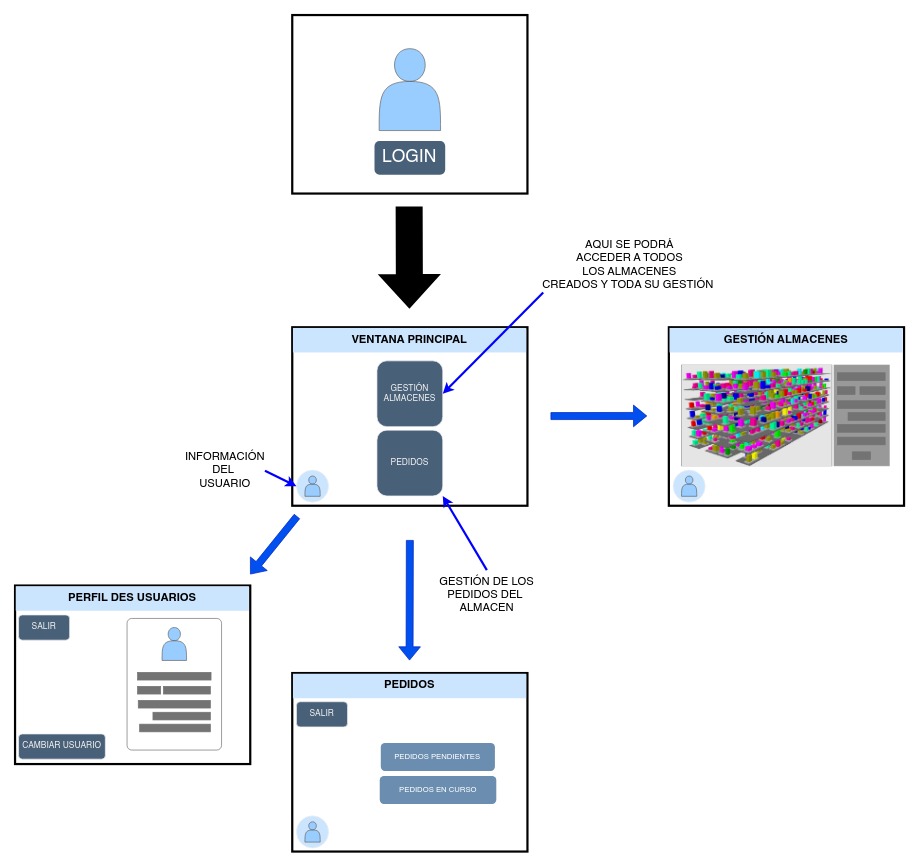 LOGIN
AQUI SE PODRÁ
ACCEDER A TODOS
LOS ALMACENES
CREADOS Y TODA SU GESTIÓN
VENTANA PRINCIPAL
GESTIÓN
ALMACENES
PEDIDOS
GESTIÓN ALMACENES
INFORMACIÓN
DEL
USUARIO
GESTIÓN DE LOS
PEDIDOS DEL
ALMACEN
PERFIL DES USUARIOS
SALIR
CAMBIAR USUARIO
PEDIDOS
SALIR
PEDIDOS PENDIENTES
PEDIDOS EN CURSO